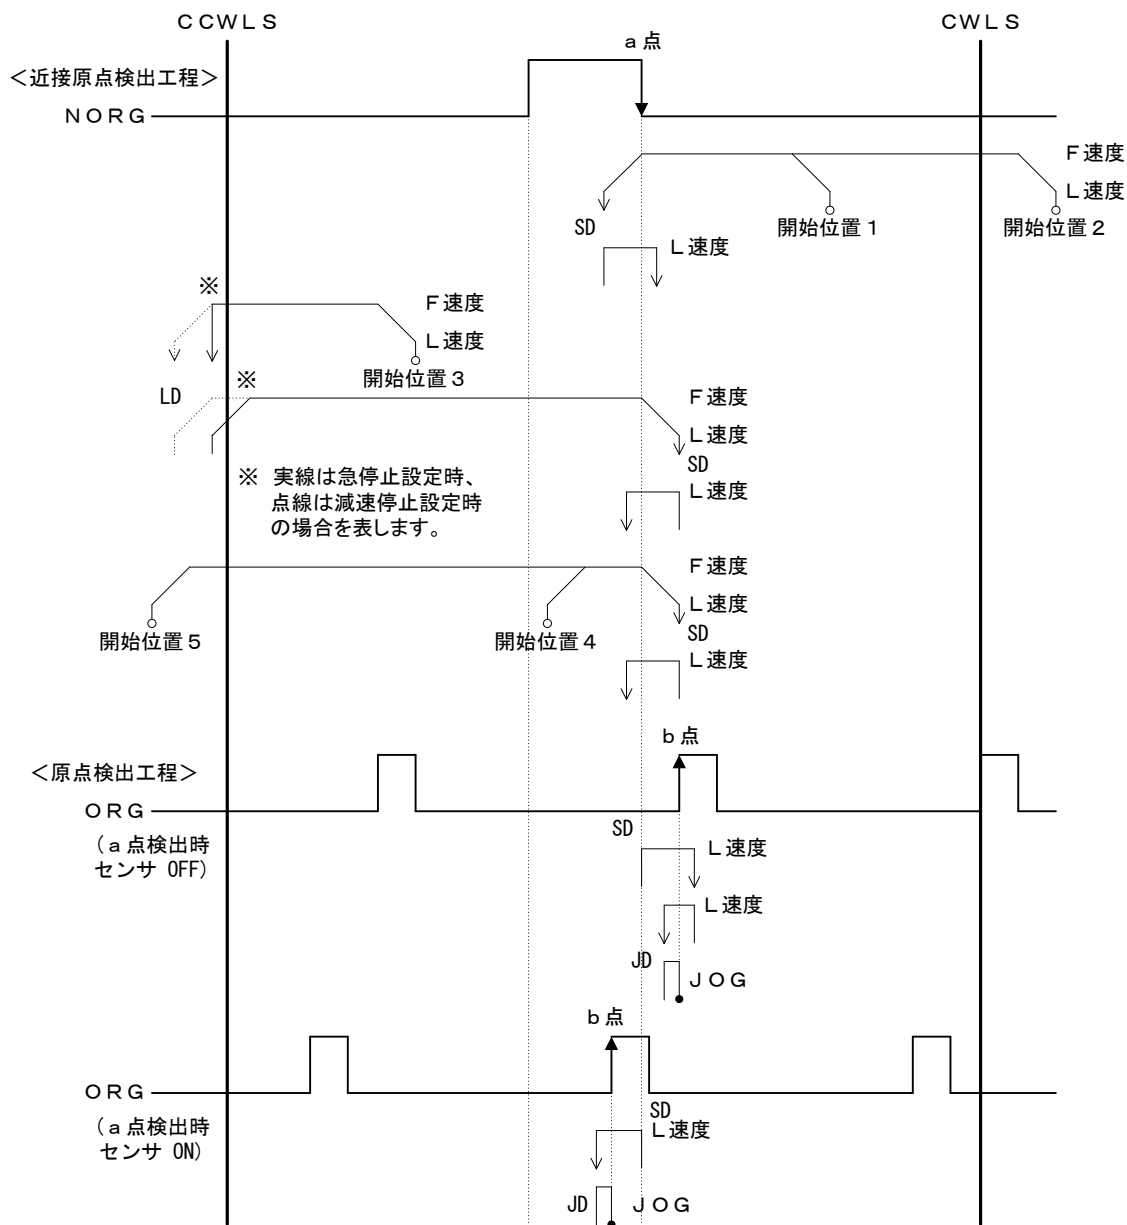 ＣＣＷＬＳ
ＣＷＬＳ
ａ点
＜近接原点検出工程＞
ＮＯＲＧ
Ｆ速度
Ｌ速度
SD
開始位置１
開始位置２
Ｌ速度
※
Ｆ速度
Ｌ速度
開始位置３
LD
※
Ｆ速度
Ｌ速度
SD
Ｌ速度
※ 実線は急停止設定時、
点線は減速停止設定時
の場合を表します。
Ｆ速度
Ｌ速度
SD
開始位置５
開始位置４
Ｌ速度
ｂ点
＜原点検出工程＞
ＯＲＧ
（ａ点検出時
センサ OFF）
SD
Ｌ速度
Ｌ速度
JD
ＪＯＧ
ｂ点
ＯＲＧ
（ａ点検出時
センサ ON）
SD
Ｌ速度
JD
ＪＯＧ